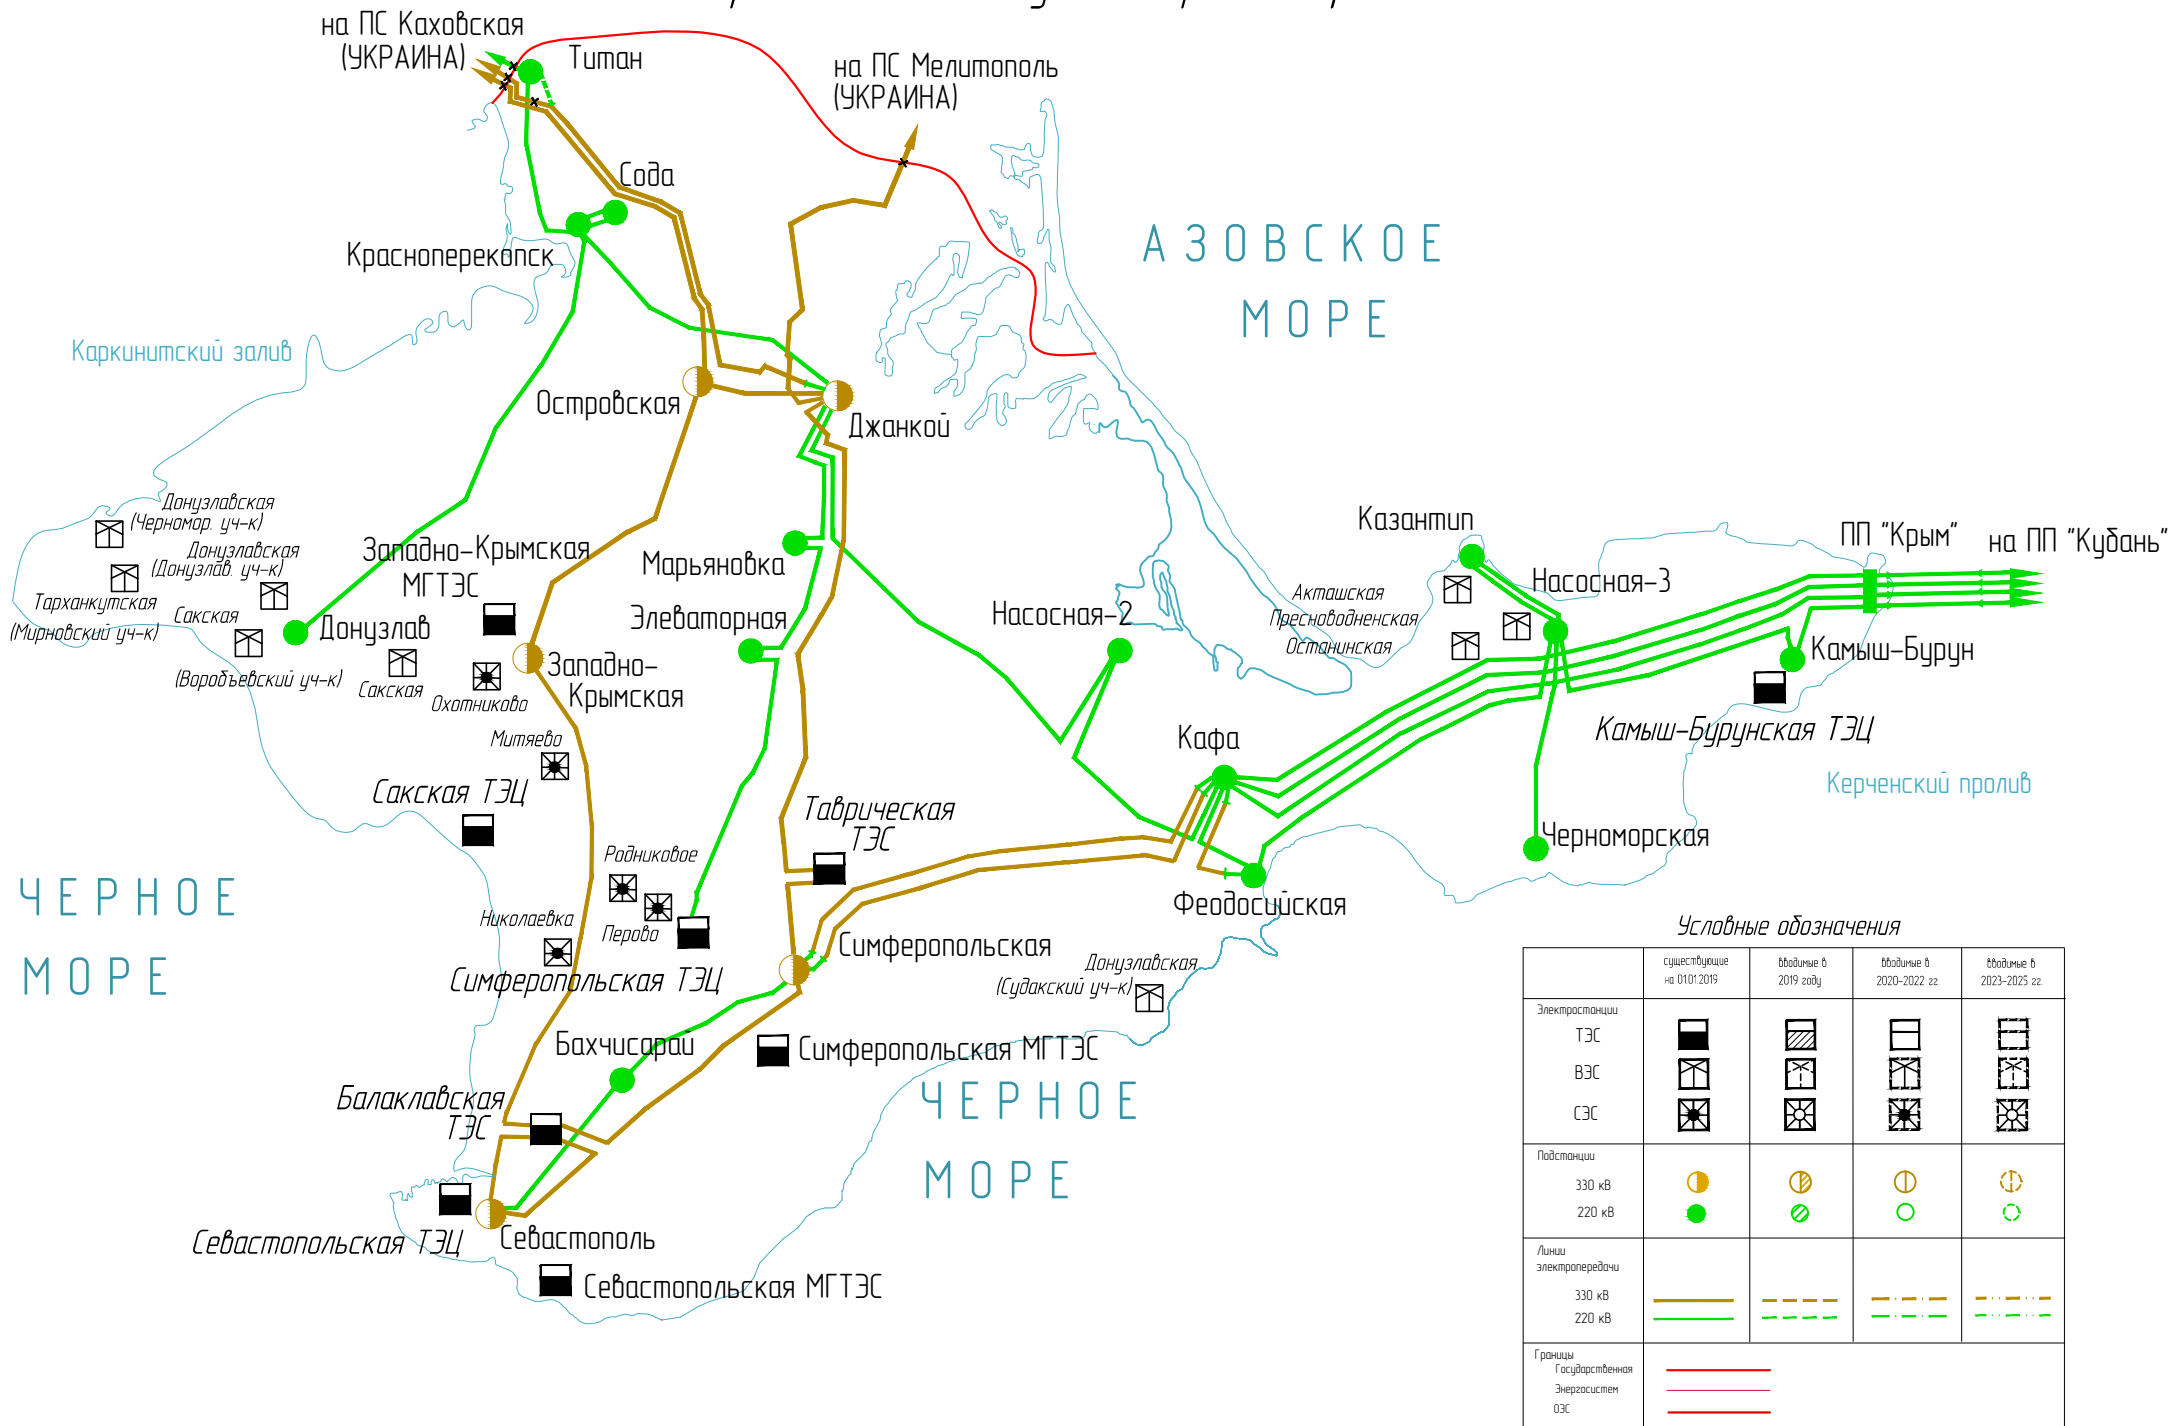 на ПС Каховская
(УКРАИНА)
Титан
на ПС Мелитополь
(УКРАИНА)
Сода
Красноперекопск
АЗОВСКОЕ
МОРЕ
Каркинитский залив
Островская
Джанкой
Донузлавская
(Черномор. уч-к)
Донузлавская
(Донузлав. уч-к)
Тарханкутская
(Мирновский уч-к)
Сакская
(Воробъевский уч-к)
Донузлав
Сакская
Западно-Крымская
МГТЭС
Охотниково
Западно-
Крымская
Марьяновка
Элеваторная
Насосная-2
Казантип
Насосная-3
Акташская
Пресноводненская
Останинская
ПП "Крым"
на ПП "Кубань"
Камыш-Бурун
Камыш-Бурунская ТЭЦ
Керченский пролив
Митяево
Сакская ТЭЦ
Кафа
Таврическая
ТЭС
Черноморская
Родниковое
Николаевка
Перово
Симферопольская ТЭЦ
Феодосийская
Симферопольская
Донузлавская
(Судакский уч-к)
ЧЕРНОЕ
МОРЕ
Бахчисарай
Симферопольская МГТЭС
ЧЕРНОЕ
МОРЕ
Балаклавская
ТЭС
Севастопольская ТЭЦ
Севастополь
Севастопольская МГТЭС
Условные обозначения
существующие
на 01.01.2019
вводимые в
2019 году
вводимые в
2020-2022 гг.
вводимые в
2023-2025 гг.
Электростанции
ТЭС
ВЭС
СЭС
Подстанции
330 кВ
220 кВ
Линии
электропередачи
330 кВ
220 кВ
Границы
Государственная
Энергосистем
ОЭС